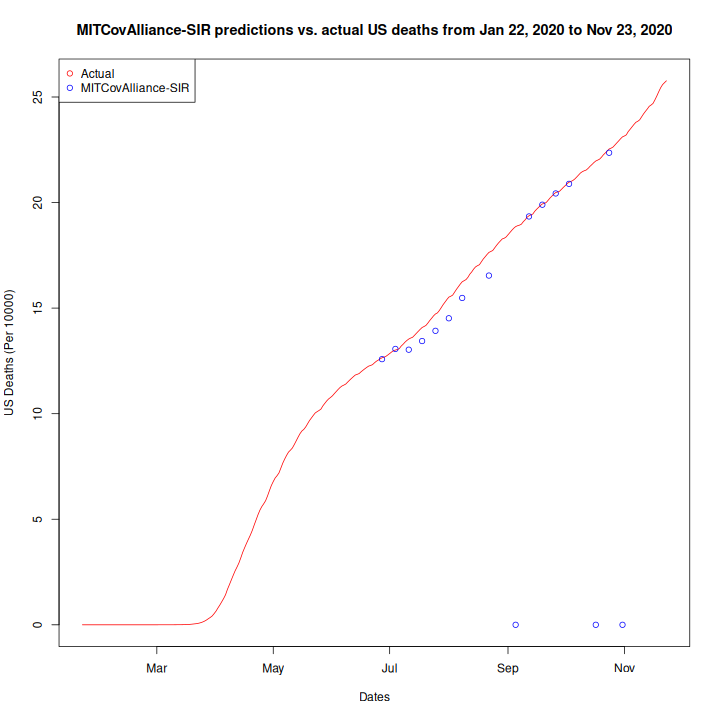 MITCovAlliance-SIR predictions vs. actual US deaths from Jan 22, 2020 to Nov 23, 2020
Actual
MITCovAlliance-SIR
25
20
15
10
5
0
US Deaths (Per 10000)
Mar May Jul Sep Nov
Dates